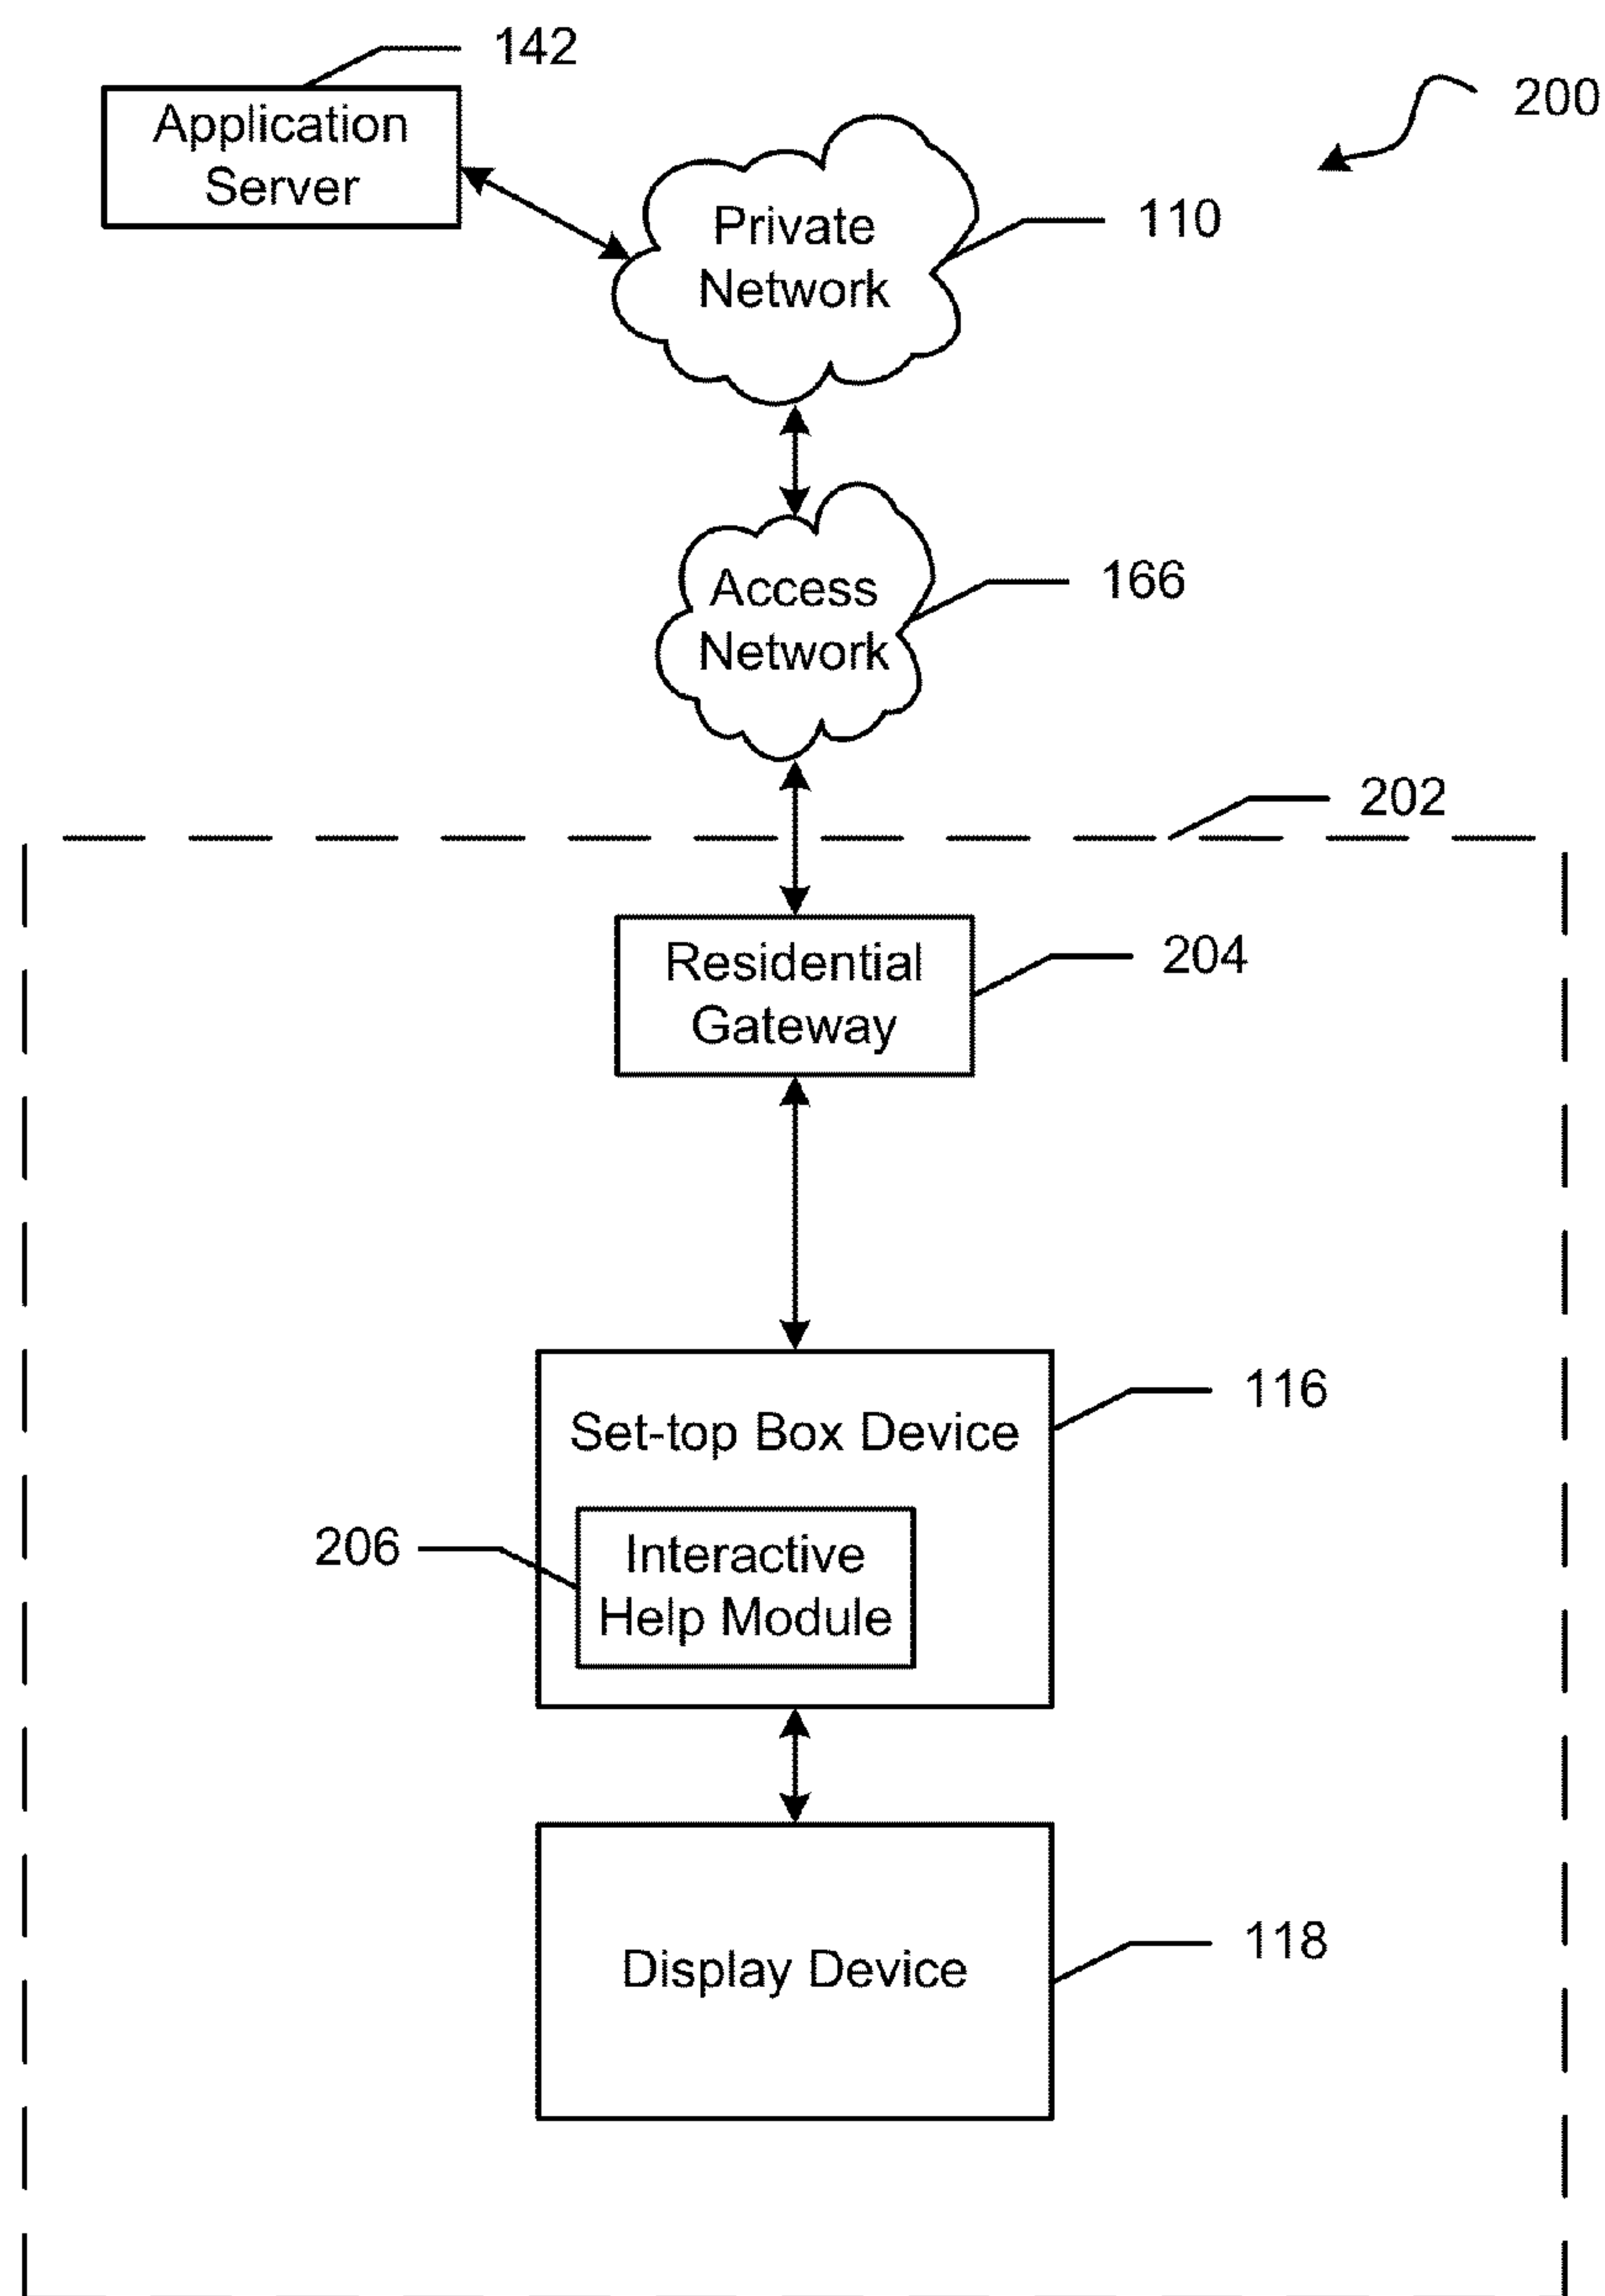 142
Application
Server
200
Private
Network
110
Access
Network
166
202
Residential
Gateway
204
Set-top Box Device
116
206
Interactive
Help Module
Display Device
118